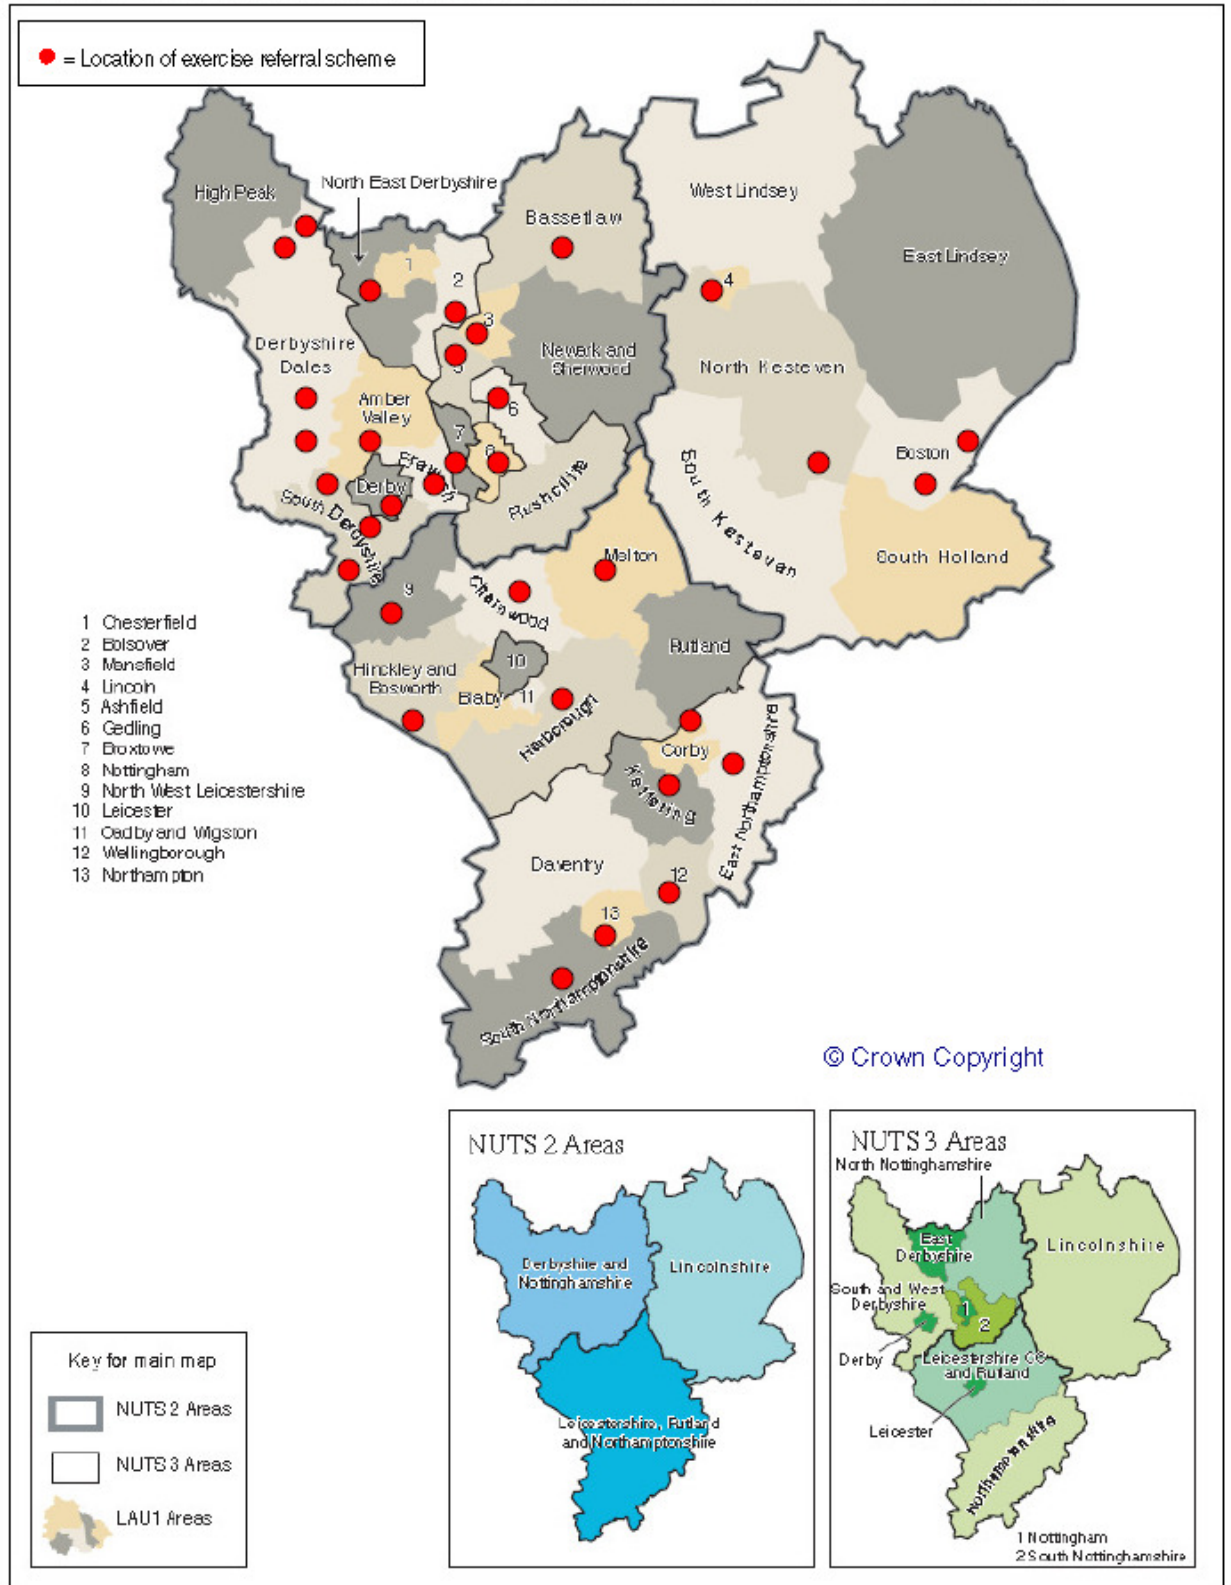 = Location of exercise referral scheme
High Peak
North East Derbyshire
Bassetlaw
West Lindsey
East Lindsey
1
2
3
4
5
Derbyshire
Dales
Newark and
Sherwood
North Kesteven
Amber
Valley
6
7
8
Boston
Derby
Rushcliffe
South Kesteven
South Derbyshire
South Holland
Melton
9
Charnwood
Rutland
10
Hinckley and
Bosworth
Blaby
11
Harborough
Corby
Kettering
East Northamptonshire
Daventry
12
13
South Northamptonshire
1 Chesterfield
2 Bolsover
3 Mansfield
4 Lincoln
5 Ashfield
6 Gedling
7 Broxtowe
8 Nottingham
9 North West Leicestershire
10 Leicester
11 Oadby and Wigston
12 Wellingborough
13 Northampton
© Crown Copyright
Key for main map
NUTS 2 Areas
NUTS 3 Areas
LAU1 Areas
NUTS 2 Areas
Derbyshire and
Nottinghamshire
Lincolnshire
Leicestershire, Rutland
and Northamptonshire
NUTS 3 Areas
North Nottinghamshire
East
Derbyshire
Lincolnshire
South and West
Derbyshire
1
2
Derby
Leicestershire CC
and Rutland
Leicester
Northamptonshire
1 Nottingham
2 South Nottinghamshire